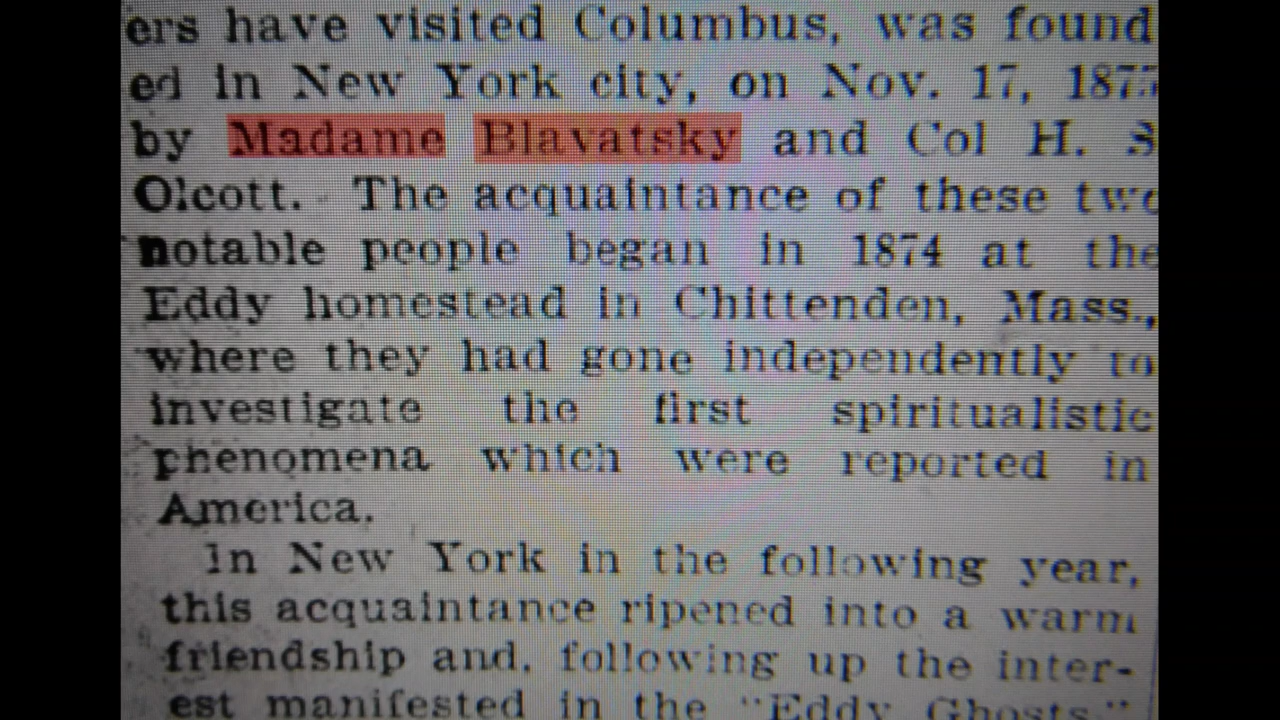 ers have visited Columbus, was found
ed in New York city, on Nov. 17, 1875
by Madame Blavatsky and Col H. S
Olcott. The acquaintance of these two
notable people began in 1874 at the
Eddy homestead in Chittenden, Mass.,
where they had gone independently to
investigate the first spiritualistic
phenomena which were reported in
America.
In New York in the following year,
this acquaintance ripened into a warm
friendship and, following up the inter-
est manifested in the "Eddy Ghosts"